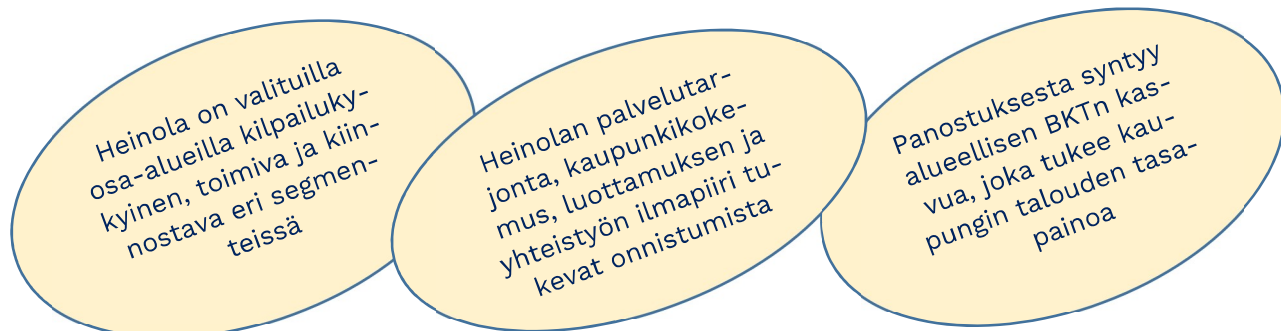 Heinola on valituilla
osa-alueilla kilpailuky-
kyinen, toimiva ja kiin-
nostava eri segmen-
teissä
Heinolan palvelutar-
jonta, kaupunkikoke-
mus, luottamuksen ja
yhteistyön ilmapiiri tu-
kevat onnistumista
Panostuksesta syntyy
alueellisen BKTn kas-
vua, joka tukee kau-
pungin talouden tasa-
painoa